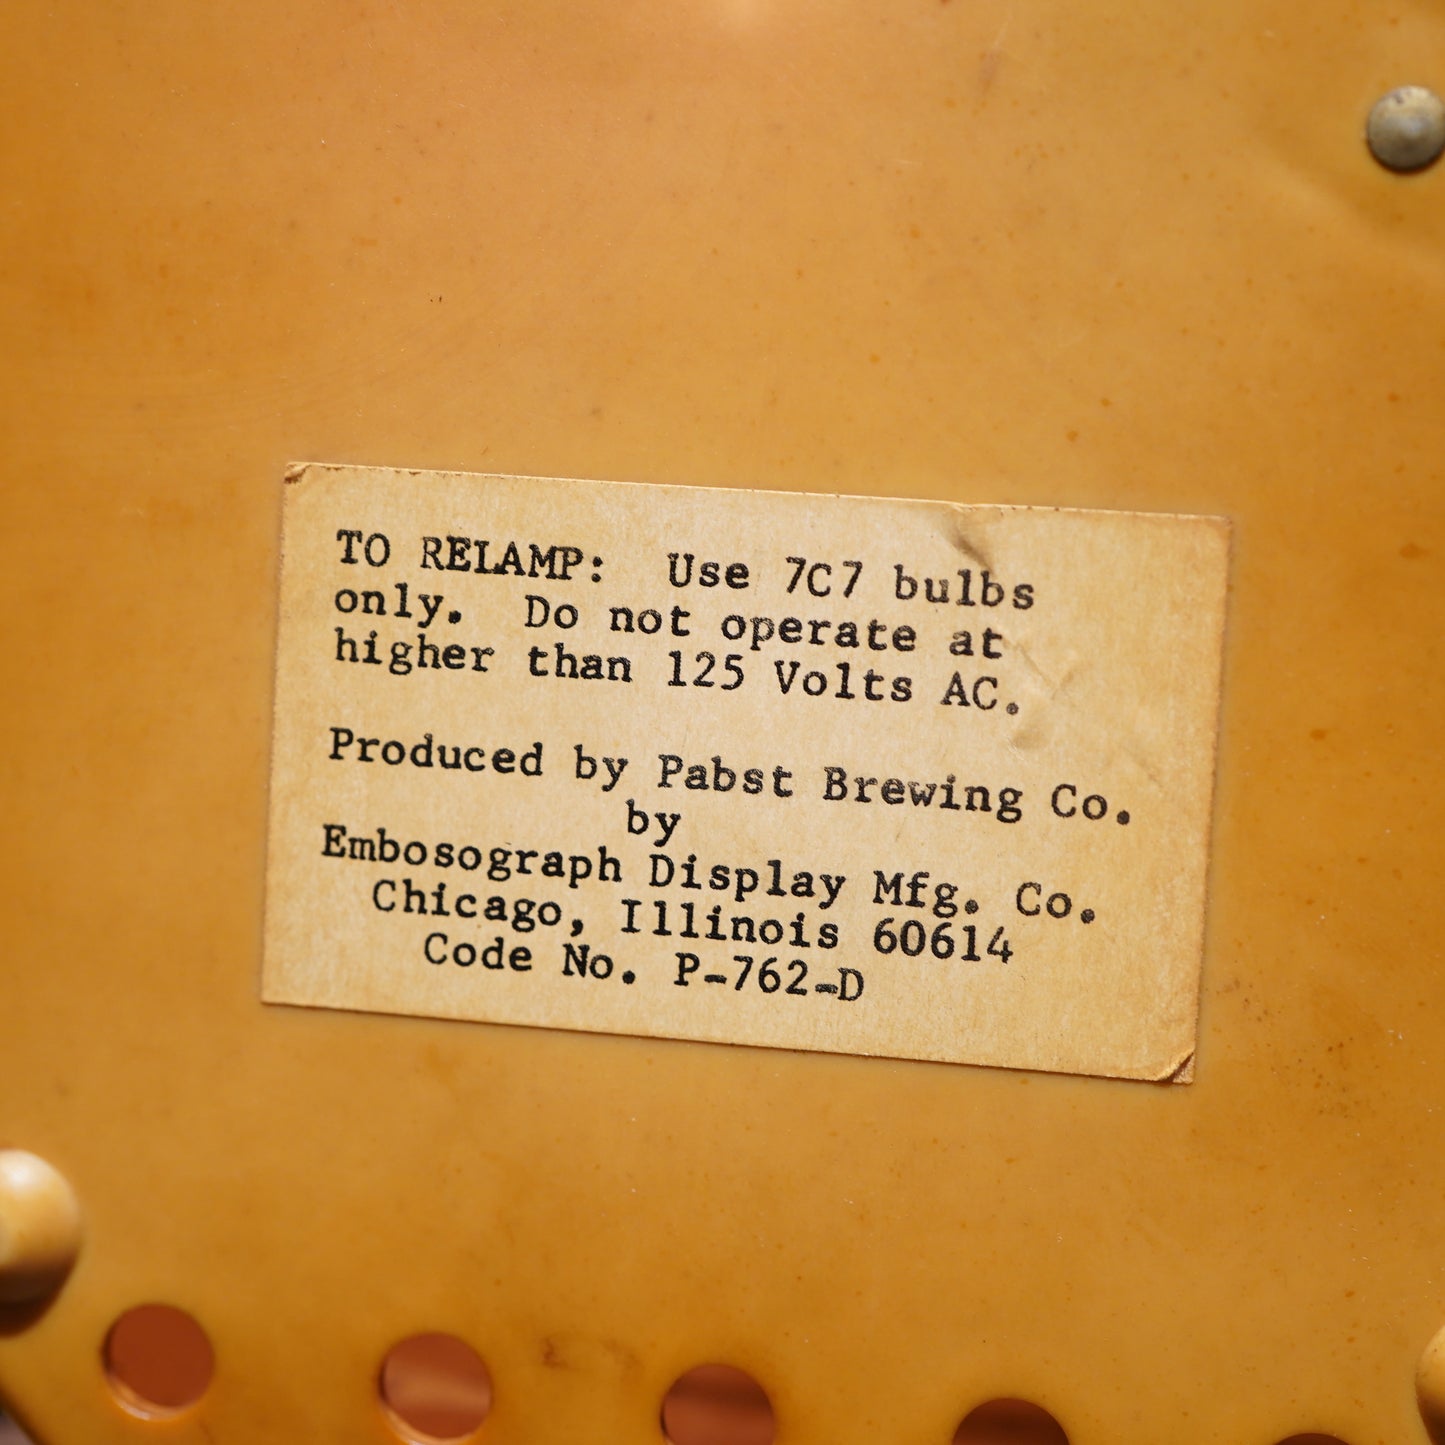 TO RELAMP: Use 7C7 bulbs
only. Do not operate at
higher than 125 Volts AC.
Produced by Pabst Brewing Co.
by
Embosograph Display Mfg. Co.
Chicago, Illinois 60614
Code No. P-762-D